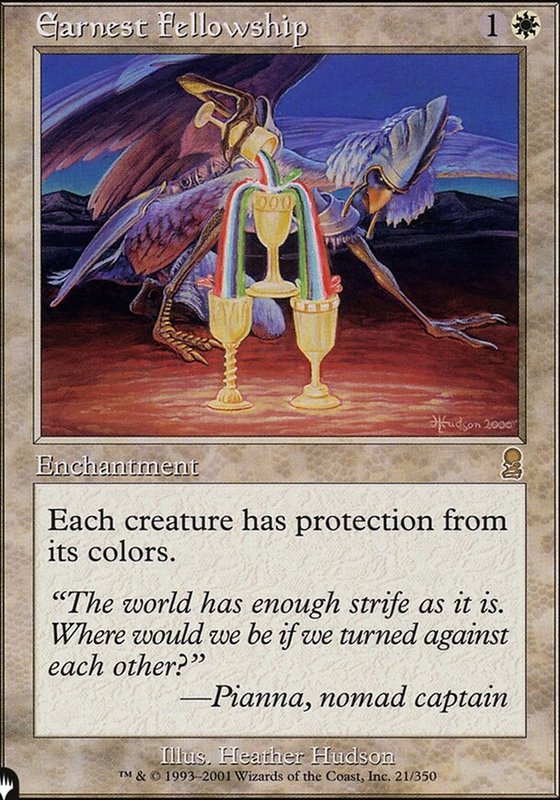 Earnest Fellowship 1
HHudson 2000
Enchantment
Each creature has protection from
its colors.
“The world has enough strife as it is.
Where would we be if we turned against
each other?”
—Pianna, nomad captain
Illus. Heather Hudson
™ & © 1993–2001 Wizards of the Coast, Inc. 21/350